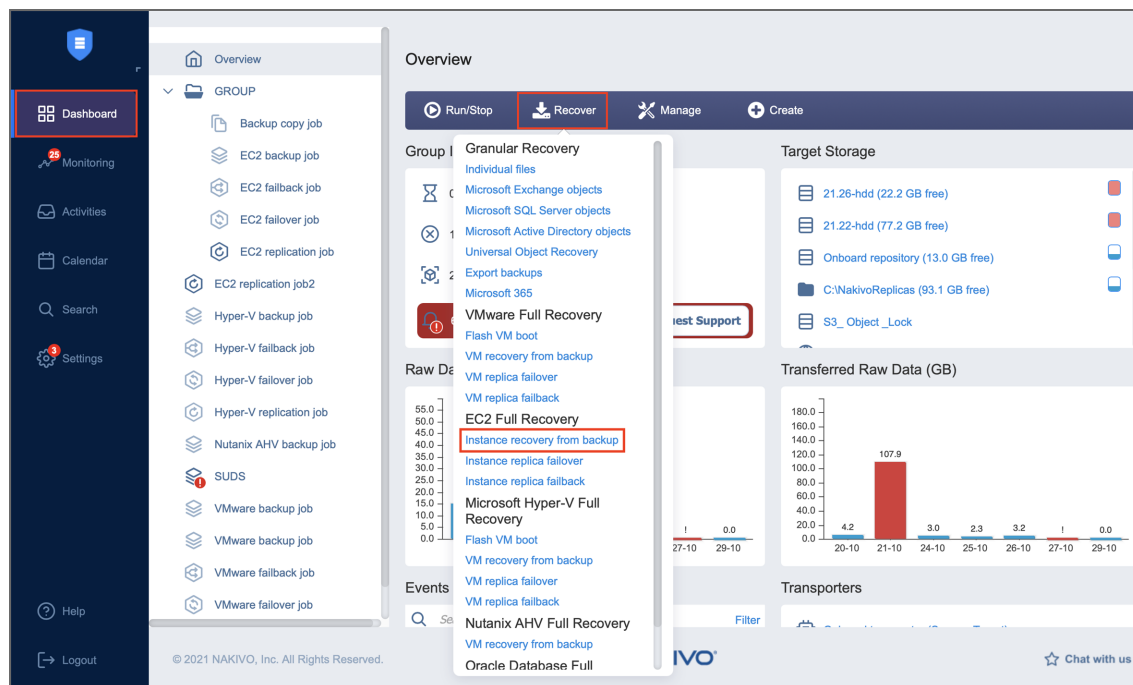 Dashboard
25
Monitoring
Activities
Calendar
Search
3
Settings
Help
Logout
Overview
GROUP
Backup copy job
EC2 backup job
EC2 failback job
EC2 failover job
EC2 replication job
EC2 replication job2
Hyper-V backup job
Hyper-V failback job
Hyper-V failover job
Hyper-V replication job
Nutanix AHV backup job
SUDS
VMware backup job
VMware backup job
VMware failback job
VMware failover job
© 2021 NAKIVO, Inc. All Rights Reserved.
Overview
Run/Stop
Recover
Manage
Create
Granular Recovery
Individual files
Microsoft Exchange objects
Microsoft SQL Server objects
Microsoft Active Directory objects
Universal Object Recovery
Export backups
Microsoft 365
VMware Full Recovery
Flash VM boot
VM recovery from backup
VM replica failover
VM replica failback
EC2 Full Recovery
Instance recovery from backup
Instance replica failover
Instance replica failback
Microsoft Hyper-V Full
Recovery
Flash VM boot
VM recovery from backup
VM replica failover
VM replica failback
Nutanix AHV Full Recovery
VM recovery from backup
Oracle Database Full
Group
Support
Raw
55.0
50.0
45.0
40.0
35.0
30.0
25.0
20.0
15.0
10.0
5.0
0.0
! 0.0
27-10 29-10
Events
Filter
Target Storage
21.26-hdd (22.2 GB free)
21.22-hdd (77.2 GB free)
Onboard repository (13.0 GB free)
C:\NakivoReplicas (93.1 GB free)
S3_ Object _Lock
Transferred Raw Data (GB)
180.0
160.0
140.0
120.0
100.0
80.0
60.0
40.0
20.0
0.0
4.2 107.9 3.0 2.3 3.2 ! 0.0
20-10 21-10 24-10 25-10 26-10 27-10 29-10
Transporters
Chat with us